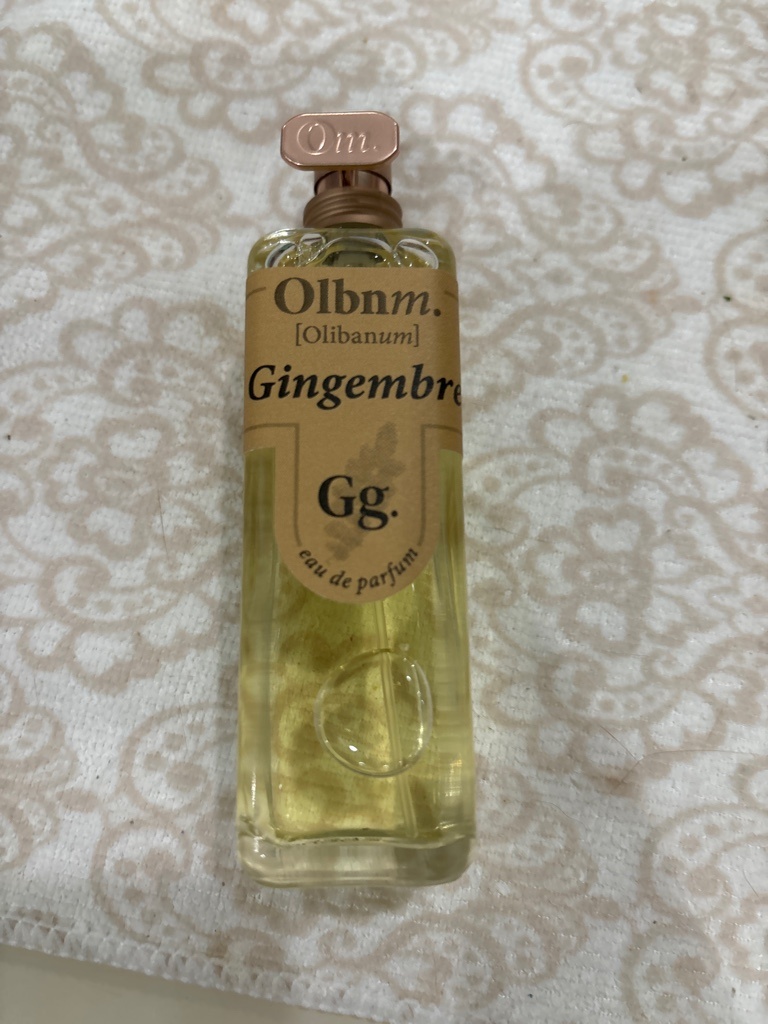 Om.
Olbnm.
[Olibanum]
Gingembre
Gg.
eau de parfum